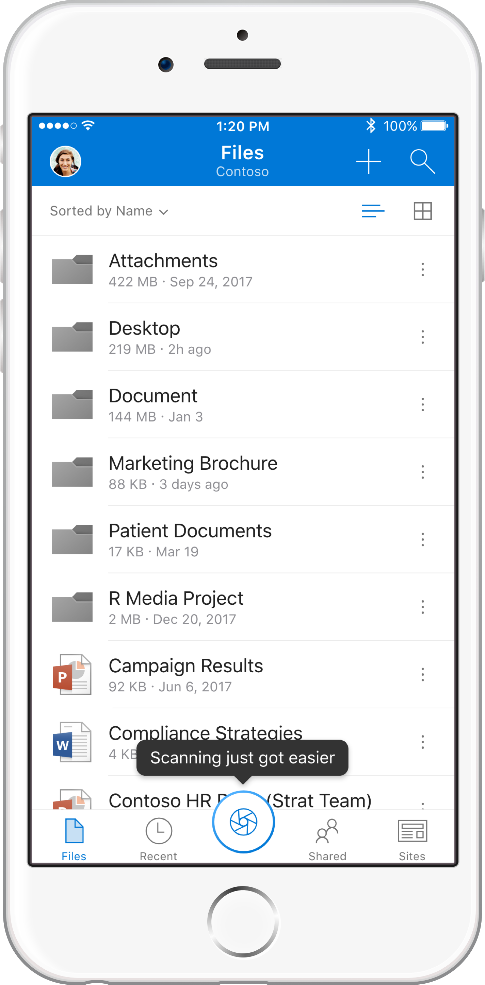 1:20 PM
100%
Files
Contoso
Sorted by Name
Attachments
422 MB · Sep 24, 2017
Desktop
219 MB · 2h ago
Document
144 MB · Jan 3
Marketing Brochure
88 KB · 3 days ago
Patient Documents
17 KB · Mar 19
R Media Project
2 MB · Dec 20, 2017
P
Campaign Results
92 KB · Jun 6, 2017
W
Compliance Strategies
4 KB
Scanning just got easier
Contoso HR (Strat Team)
Files
Recent
Shared
Sites